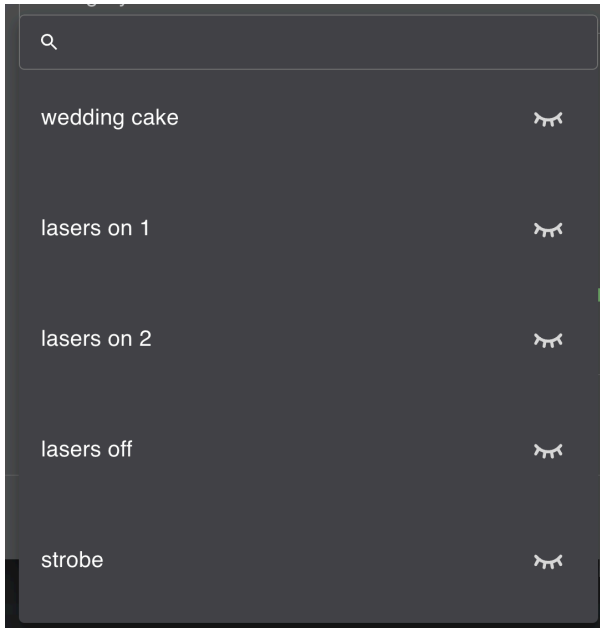 wedding cake
lasers on 1
lasers on 2
lasers off
strobe